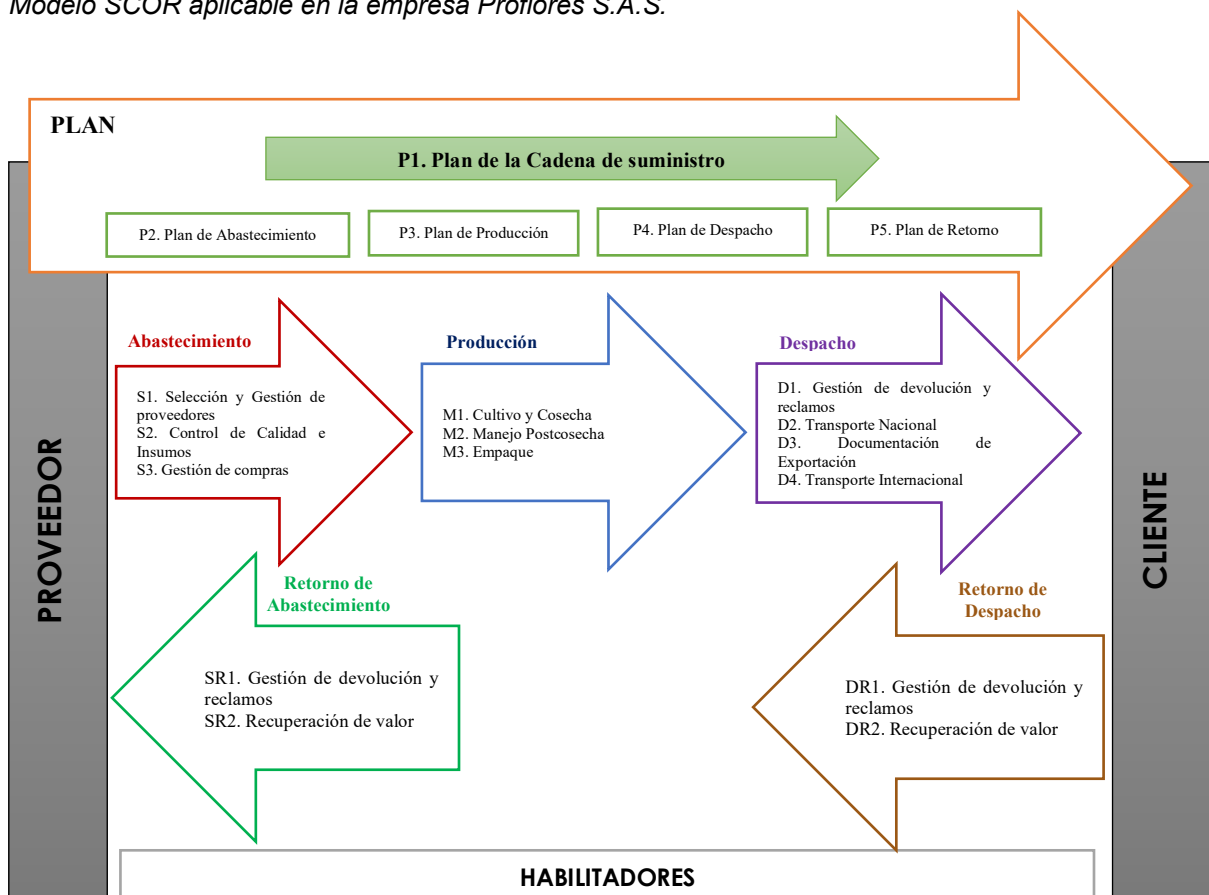 Modelo SCOR aplicable en la empresa Proflores S.A.S.
PLAN
P1. Plan de la Cadena de suministro
P2. Plan de Abastecimiento
P3. Plan de Producción
P4. Plan de Despacho
P5. Plan de Retorno
PROVEEDOR
Abastecimiento
S1. Selección y Gestión de
proveedores
S2. Control de Calidad e
Insumos
S3. Gestión de compras
Producción
M1. Cultivo y Cosecha
M2. Manejo Postcosecha
M3. Empaque
Despacho
D1. Gestión de devolución y
reclamos
D2. Transporte Nacional
D3. Documentación de
Exportación
D4. Transporte Internacional
CLIENTE
Retorno de
Abastecimiento
SR1. Gestión de devolución y
reclamos
SR2. Recuperación de valor
Retorno de
Despacho
DR1. Gestión de devolución y
reclamos
DR2. Recuperación de valor
HABILITADORES